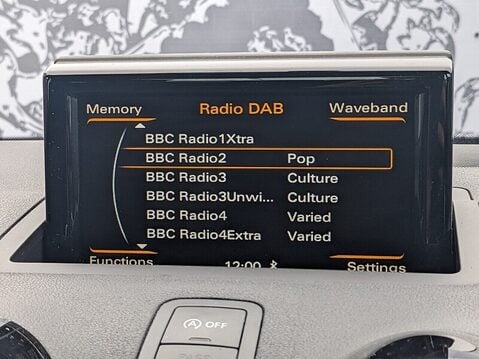 Memory Radio DAB Waveband
BBC Radio1Xtra
BBC Radio2 Pop
BBC Radio3 Culture
BBC Radio3Unwi... Culture
BBC Radio4 Varied
BBC Radio4Extra Varied
Functions 12:00 Settings
A OFF